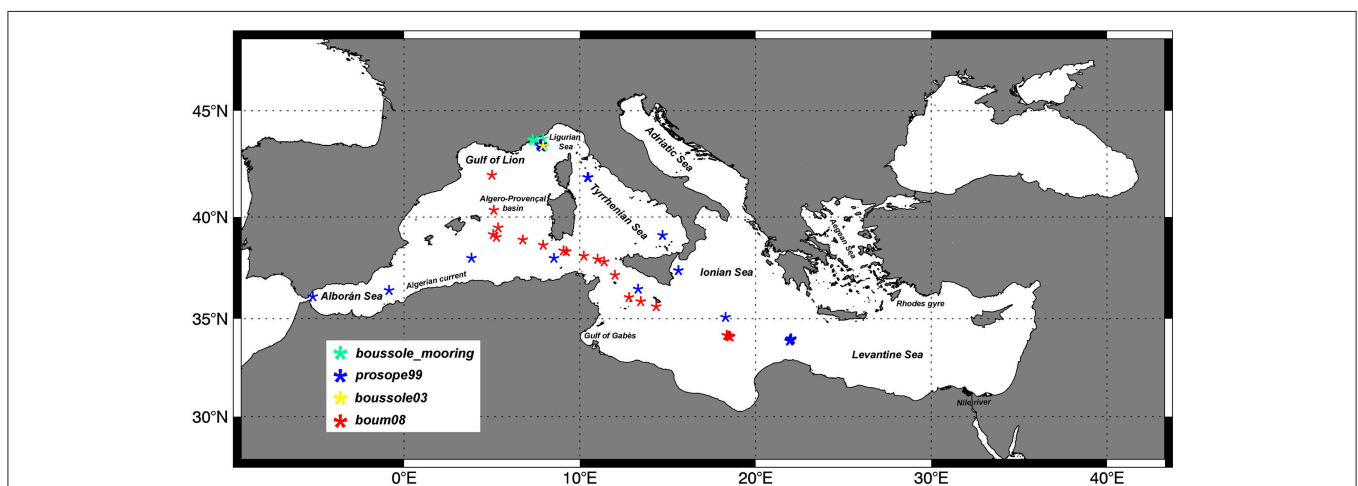 45°N
40°N
35°N
30°N
0°E
10°E
20°E
30°E
40°E
Ligurian
Sea
Gulf of Lion
Adriatic Sea
Algero-Provençal
basin
Tyrrhenian Sea
Aegean Sea
Ionian Sea
Algerian current
Alborán Sea
Rhodes gyre
Gulf of Gabès
Levantine Sea
Nile river
boussole_mooring
prosope99
boussole03
boum08